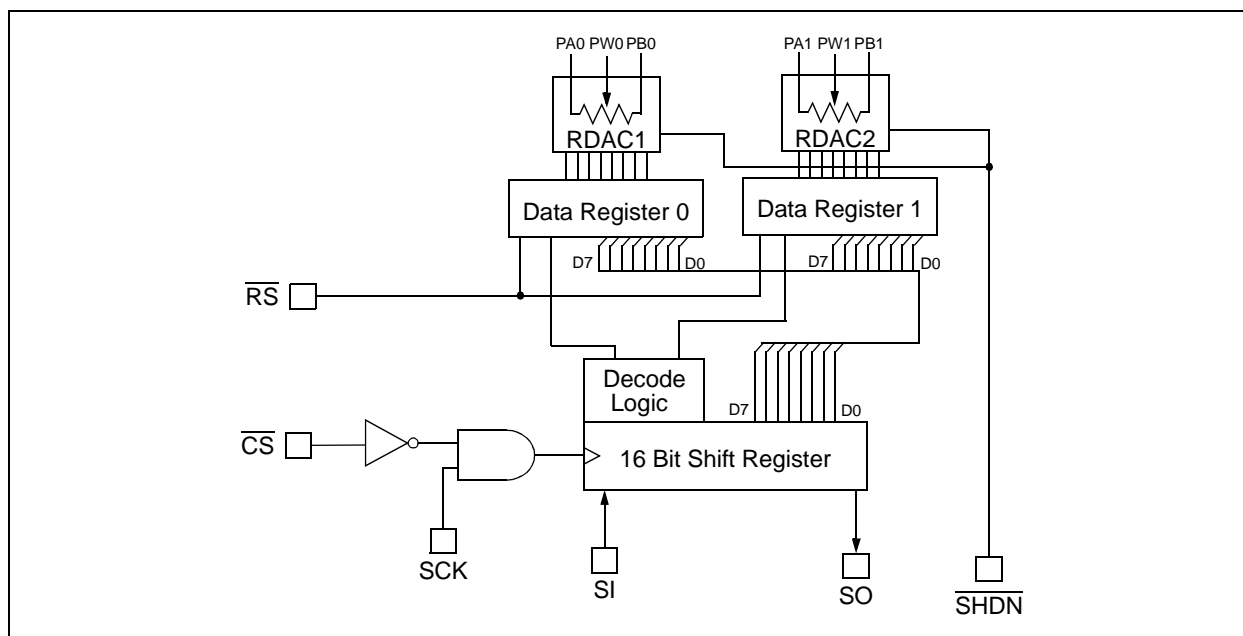 PA0 PW0 PB0
PA1 PW1 PB1
RDAC1
RDAC2
Data Register 0
Data Register 1
D7
D0
D7
D0
RS
Decode
Logic
D7
D0
CS
16 Bit Shift Register
SCK
SI
SO
SHDN